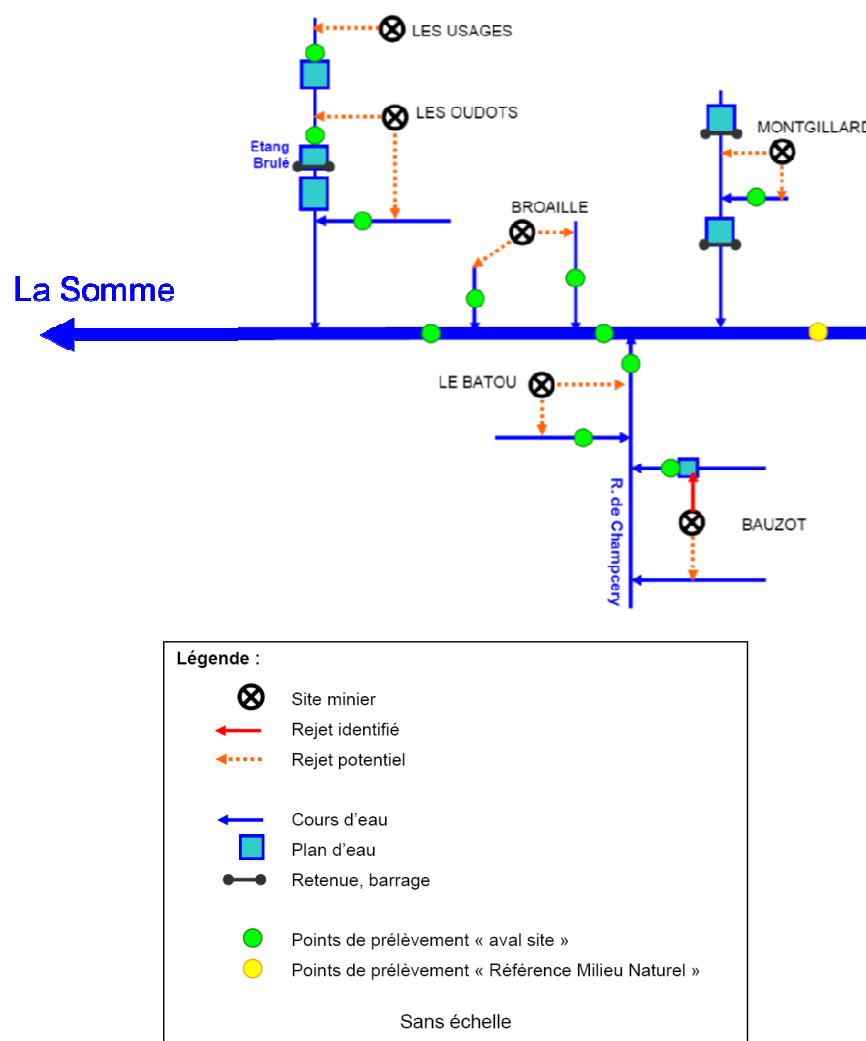 LES USAGES
LES OUDOTS
Etang
Brulé
MONTGILLARD
BROAILLE
La Somme
LE BATOU
R. de Champcery
BAUZOT
Légende :
Site minier
Rejet identifié
Rejet potentiel
Cours d'eau
Plan d'eau
Retenue, barrage
Points de prélèvement « aval site »
Points de prélèvement « Référence Milieu Naturel »
Sans échelle